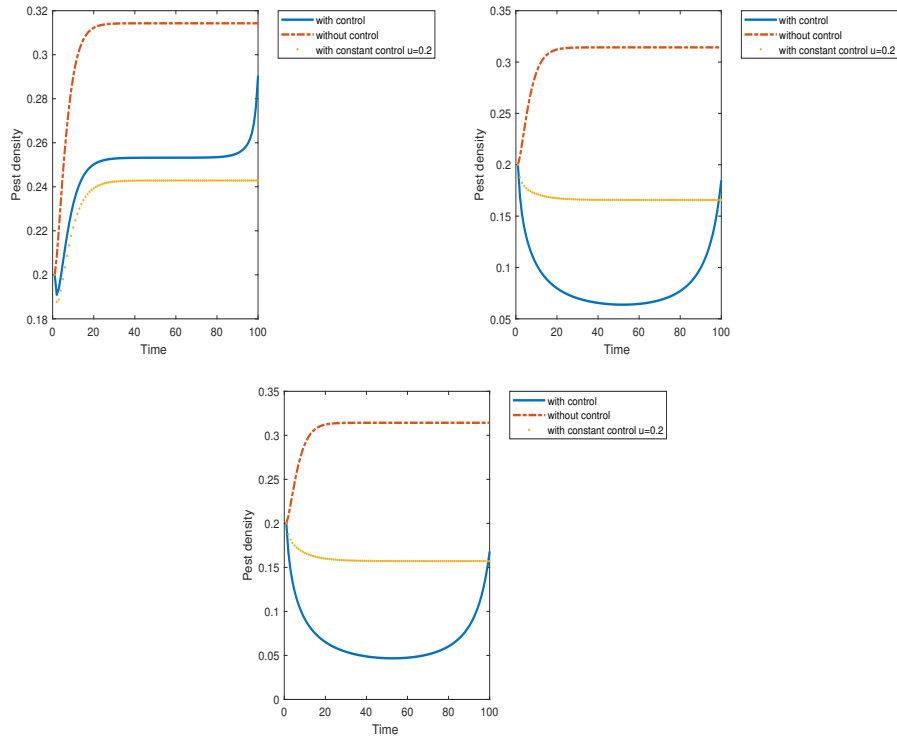 0.32
0.3
0.28
0.26
0.24
0.22
0.2
0.18
0 20 40 60 80 100
Time
Pest density
with control
without control
with constant control u=0.2
0.35
0.3
0.25
0.2
0.15
0.1
0.05
0 20 40 60 80 100
Time
Pest density
with control
without control
with constant control u=0.2
0.35
0.3
0.25
0.2
0.15
0.1
0.05
0
0 20 40 60 80 100
Time
Pest density
with control
without control
with constant control u=0.2